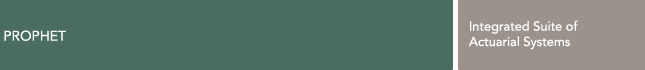 PROPHET
Integrated Suite of
Actuarial Systems